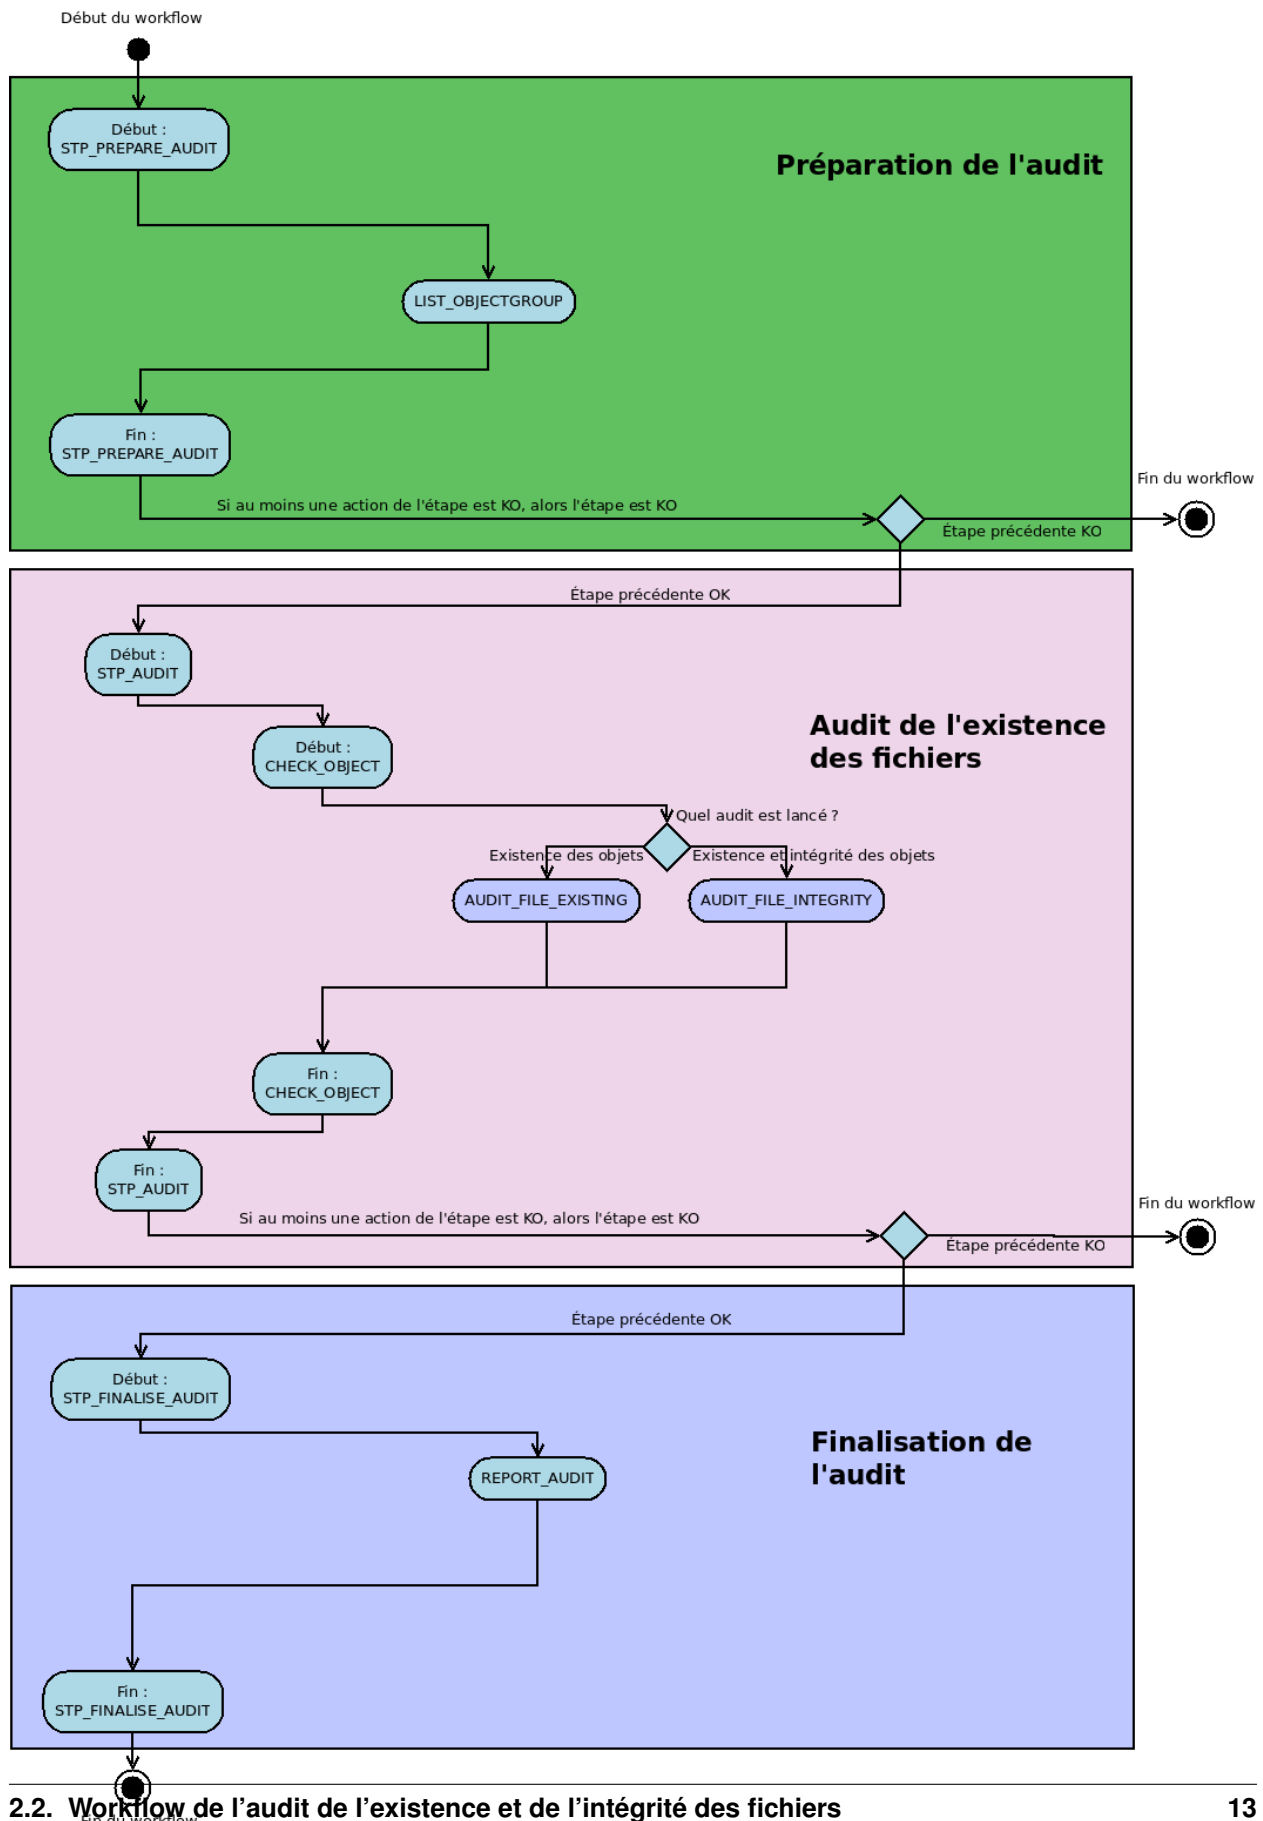 Début du workflow
Début :
STP_PREPARE_AUDIT
Préparation de l'audit
LIST_OBJECTGROUP
Fin :
STP_PREPARE_AUDIT
Si au moins une action de l'étape est KO, alors l'étape est KO
Fin du workflow
Étape précédente KO
Étape précédente OK
Début :
STP_AUDIT
Audit de l'existence
des fichiers
Début :
CHECK_OBJECT
Quel audit est lancé ?
Existence des objets
Existence et intégrité des objets
AUDIT_FILE_EXISTING
AUDIT_FILE_INTEGRITY
Fin :
CHECK_OBJECT
Fin :
STP_AUDIT
Si au moins une action de l'étape est KO, alors l'étape est KO
Fin du workflow
Étape précédente KO
Étape précédente OK
Début :
STP_FINALISE_AUDIT
Finalisation de
l'audit
REPORT_AUDIT
Fin :
STP_FINALISE_AUDIT
2.2. Workflow de l’audit de l’existence et de l’intégrité des fichiers 13
Fin du workflow